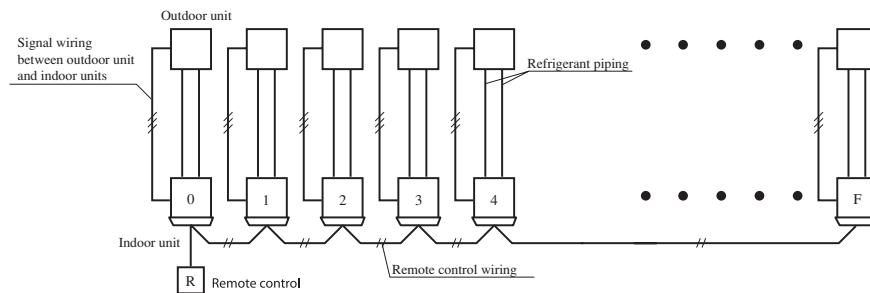 Outdoor unit
Signal wiring
between outdoor unit
and indoor units
Refrigerant piping
0 1 2 3 4 F
Indoor unit
Remote control wiring
R Remote control